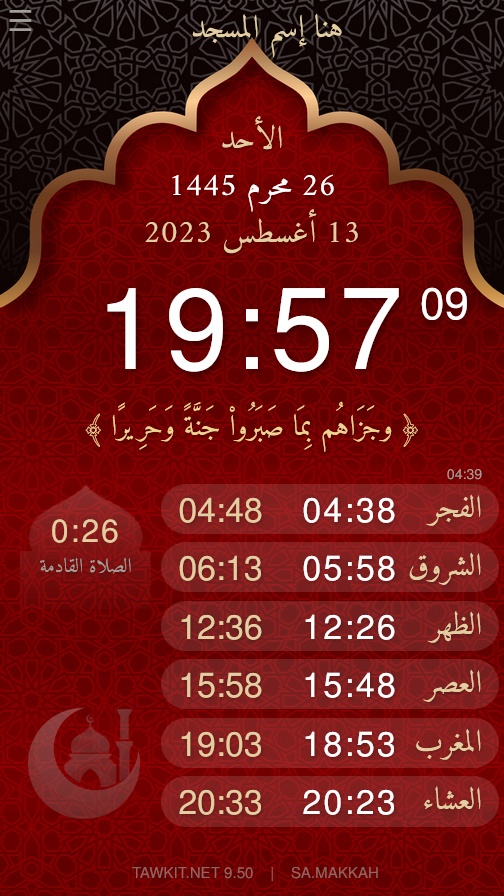 هنا إسم المسجد
الأحد
26 محرم 1445
13 أغسطس 2023
19:57 09
﴿ وَجَزَاهُم بِمَا صَبَرُواْ جَنَّةً وَحَرِيرًا ﴾
04:39
الفجر 04:38 04:48
الشروق 05:58 06:13
الظهر 12:26 12:36
العصر 15:48 15:58
المغرب 18:53 19:03
العشاء 20:23 20:33
0:26
الصلاة القادمة
TAWKIT.NET 9.50 | SA.MAKKAH